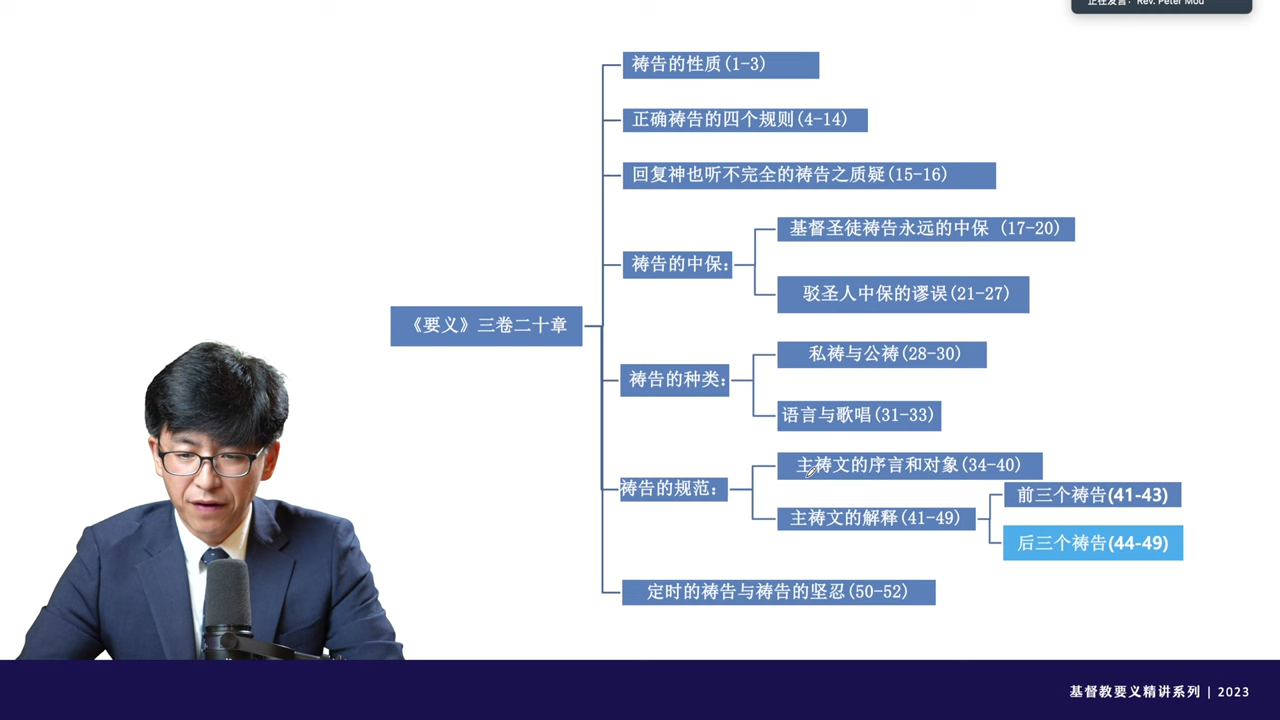 正在发言: Rev. Peter Mou
祷告的性质(1-3)
正确祷告的四个规则(4-14)
回复神也听不完全的祷告之质疑(15-16)
基督圣徒祷告永远的中保 (17-20)
祷告的中保:
驳圣人中保的谬误(21-27)
《要义》三卷二十章
私祷与公祷(28-30)
祷告的种类:
语言与歌唱(31-33)
主祷文的序言和对象(34-40)
祷告的规范:
前三个祷告(41-43)
主祷文的解释(41-49)
后三个祷告(44-49)
定时的祷告与祷告的坚忍(50-52)
基督教要义精讲系列 | 2023